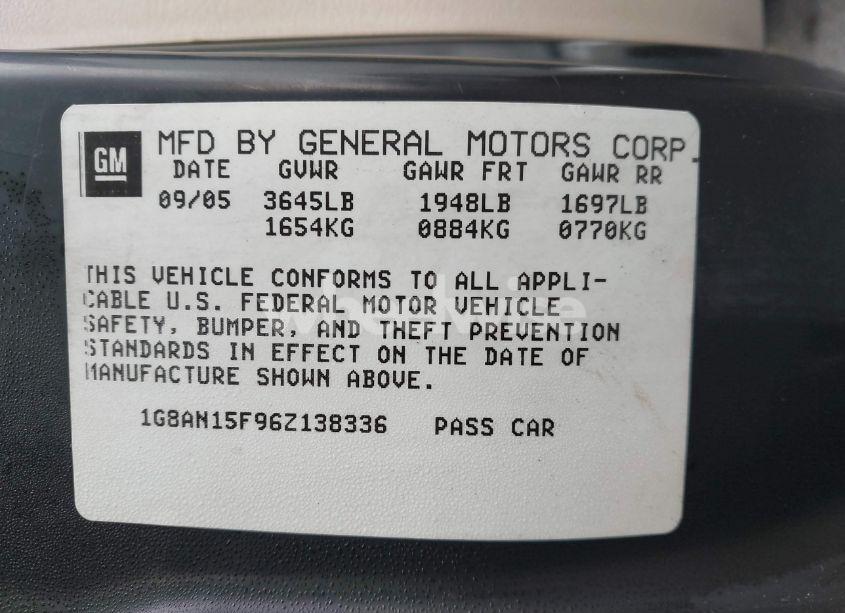 GM
MFD BY GENERAL MOTORS CORP.
DATE GVWR GAWR FRT GAWR RR
09/05 3645LB 1948LB 1697LB
1654KG 0884KG 0770KG
THIS VEHICLE CONFORMS TO ALL APPLI-
CABLE U.S. FEDERAL MOTOR VEHICLE
SAFETY, BUMPER, AND THEFT PREVENTION
STANDARDS IN EFFECT ON THE DATE OF
MANUFACTURE SHOWN ABOVE.
1G8AN15F96Z138336 PASS CAR